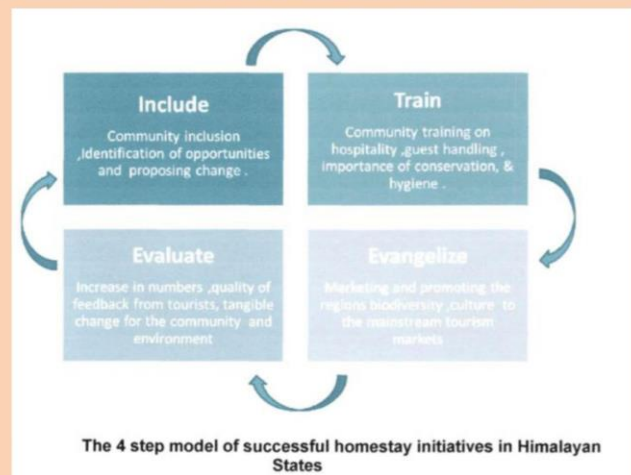 Include
Community inclusion
,Identification of opportunities
and proposing change .
Train
Community training on
hospitality ,guest handling ,
importance of conservation, &
hygiene .
Evaluate
Increase in numbers ,quality of
feedback from tourists, tangible
change for the community and
environment
Evangelize
Marketing and promoting the
regions biodiversity ,culture to
the mainstream tourism
markets
The 4 step model of successful homestay initiatives in Himalayan
States